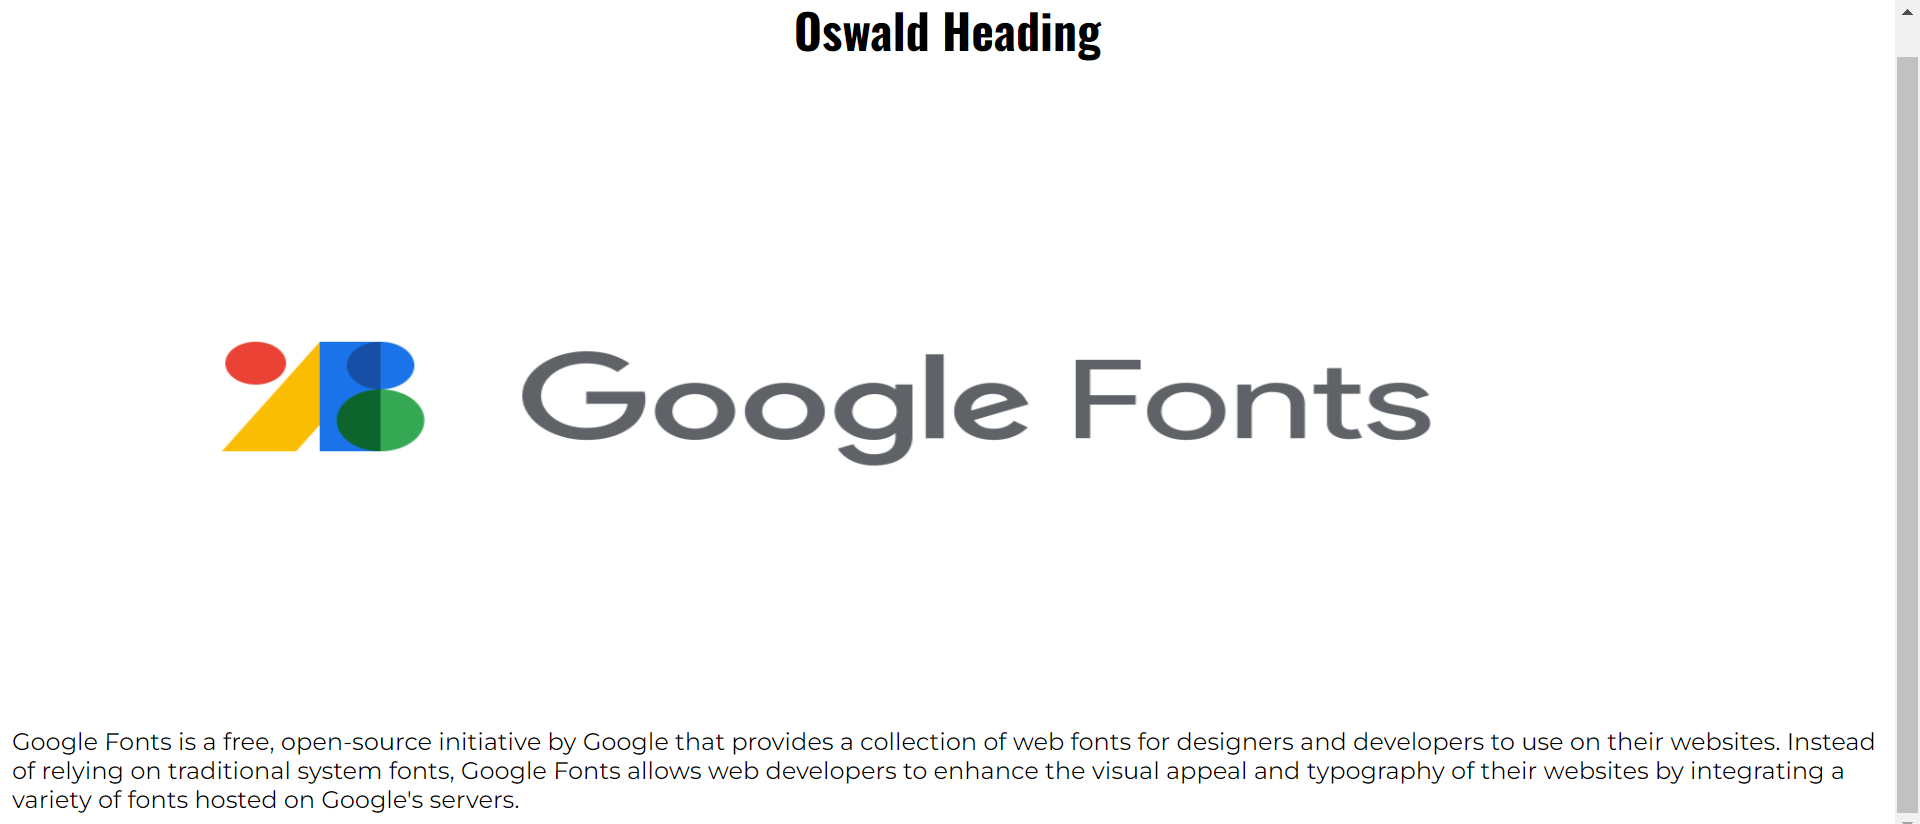 Oswald Heading
Google Fonts
Google Fonts is a free, open-source initiative by Google that provides a collection of web fonts for designers and developers to use on their websites. Instead
of relying on traditional system fonts, Google Fonts allows web developers to enhance the visual appeal and typography of their websites by integrating a
variety of fonts hosted on Google's servers.